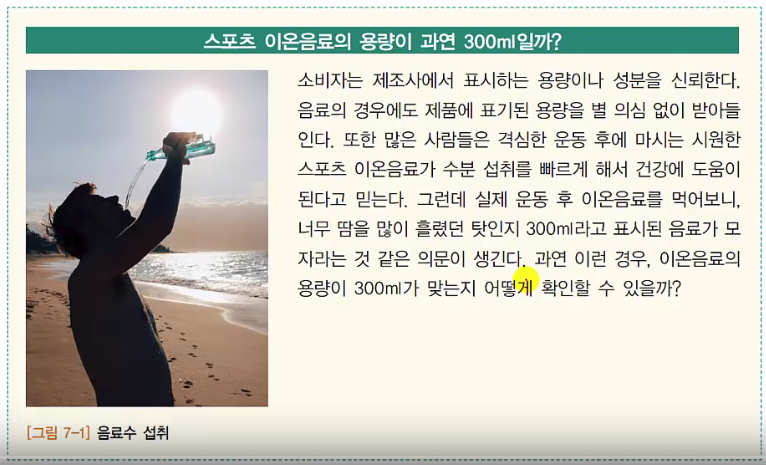 스포츠 이온음료의 용량이 과연 300ml일까?
소비자는 제조사에서 표시하는 용량이나 성분을 신뢰한다.
음료의 경우에도 제품에 표기된 용량을 별 의심 없이 받아들
인다. 또한 많은 사람들은 격심한 운동 후에 마시는 시원한
스포츠 이온음료가 수분 섭취를 빠르게 해서 건강에 도움이
된다고 믿는다. 그런데 실제 운동 후 이온음료를 먹어보니,
너무 땀을 많이 흘렸던 탓인지 300ml라고 표시된 음료가 모
자라는 것 같은 의문이 생긴다. 과연 이런 경우, 이온음료의
용량이 300ml가 맞는지 어떻게 확인할 수 있을까?
[그림 7-1] 음료수 섭취